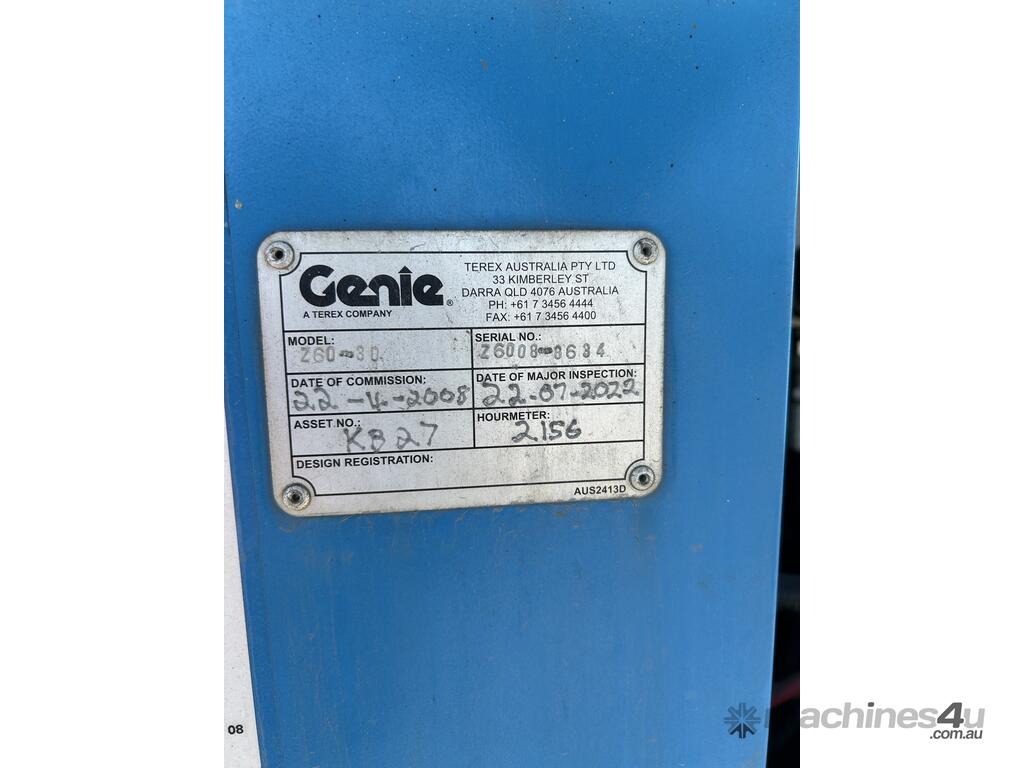 Genie®
A TEREX COMPANY
TEREX AUSTRALIA PTY LTD
33 KIMBERLEY ST
DARRA QLD 4076 AUSTRALIA
PH: +61 7 3456 4444
FAX: +61 7 3456 4400
MODEL:
Z60-30
SERIAL NO.:
Z6008-8634
DATE OF COMMISSION:
22-4-2008
DATE OF MAJOR INSPECTION:
22-07-2022
ASSET NO.:
KB27
HOURMETER:
2156
DESIGN REGISTRATION:
AUS2413D
08
machines4u
.com.au